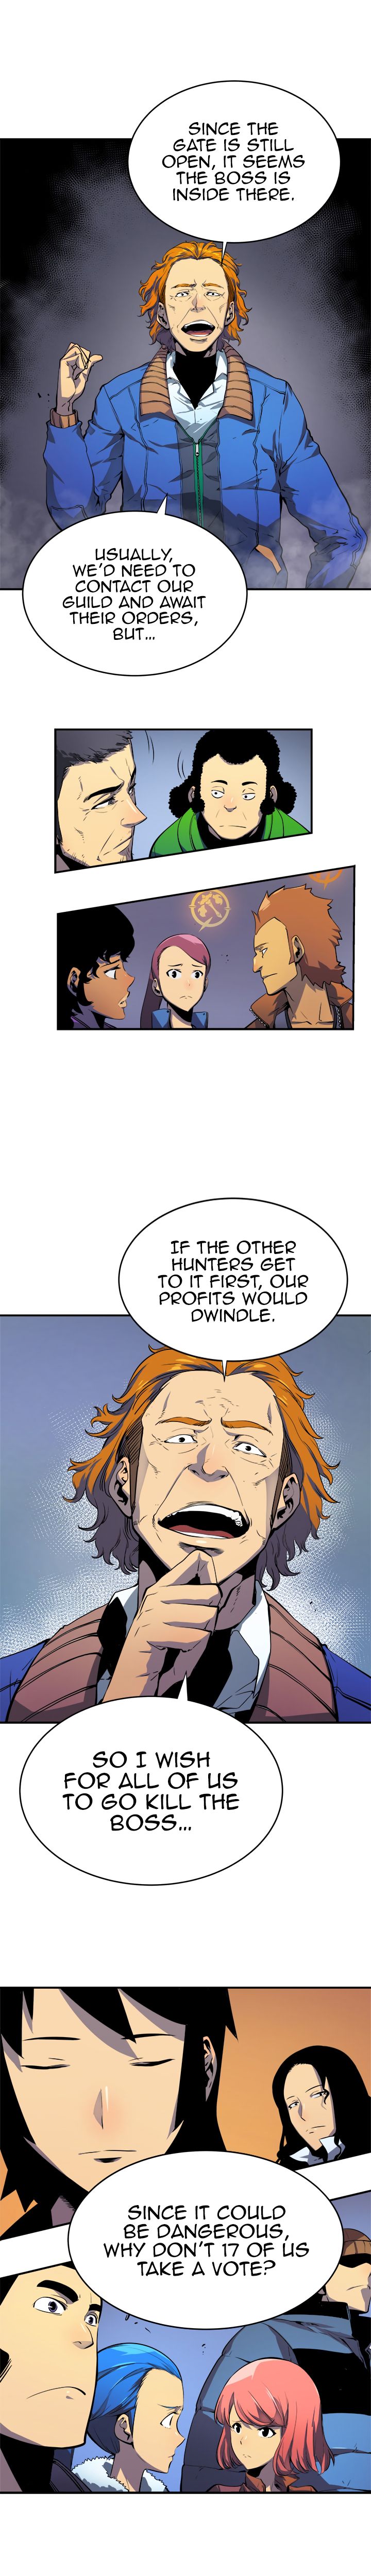 SINCE THE
GATE IS STILL
OPEN, IT SEEMS
THE BOSS IS
INSIDE THERE.
USUALLY,
WE'D NEED TO
CONTACT OUR
GUILD AND AWAIT
THEIR ORDERS,
BUT...
IF THE OTHER
HUNTERS GET
TO IT FIRST, OUR
PROFITS WOULD
DWINDLE.
SO I WISH
FOR ALL OF US
TO GO KILL THE
BOSS...
SINCE IT COULD
BE DANGEROUS,
WHY DON'T 17 OF US
TAKE A VOTE?